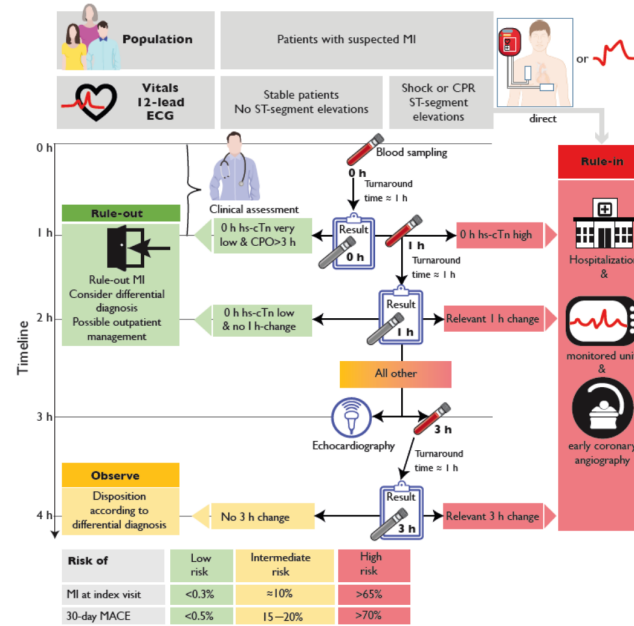 Population
Patients with suspected MI
or
Vitals
12-lead
ECG
Stable patients
No ST-segment elevations
Shock or CPR
ST-segment
elevations
direct
Timeline
0 h
Blood sampling
0 h
Turnaround
time ≈ 1 h
Clinical assessment
Rule-in
Rule-out
1 h
0 h hs-cTn very
low & CPO>3 h
Result
0 h
1 h
0 h hs-cTn high
Turnaround
time ≈ 1 h
Rule-out MI
Consider differential
diagnosis
Possible outpatient
management
Hospitalization
&
2 h
0 h hs-cTn low
& no 1 h-change
Result
1 h
Relevant 1 h change
monitored uni
&
All other
3 h
Echocardiography
3 h
Turnaround
time ≈ 1 h
early coronary
angiography
Observe
Disposition
according to
differential diagnosis
4 h
No 3 h change
Result
3 h
Relevant 3 h change
Risk of
Low
risk
Intermediate
risk
High
risk
MI at index visit
<0.3%
≈10%
>65%
30-day MACE
<0.5%
15—20%
>70%